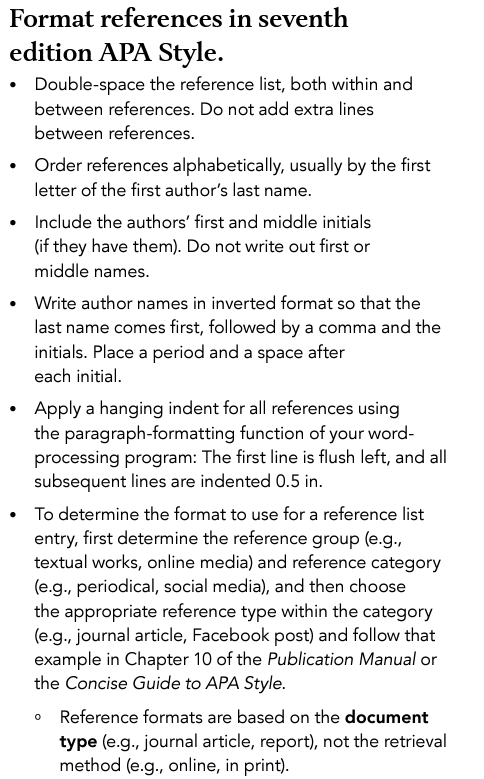 Format references in seventh
edition APA Style.
• Double-space the reference list, both within and
between references. Do not add extra lines
between references.
• Order references alphabetically, usually by the first
letter of the first author’s last name.
• Include the authors’ first and middle initials
(if they have them). Do not write out first or
middle names.
• Write author names in inverted format so that the
last name comes first, followed by a comma and the
initials. Place a period and a space after
each initial.
• Apply a hanging indent for all references using
the paragraph-formatting function of your word-
processing program: The first line is flush left, and all
subsequent lines are indented 0.5 in.
• To determine the format to use for a reference list
entry, first determine the reference group (e.g.,
textual works, online media) and reference category
(e.g., periodical, social media), and then choose
the appropriate reference type within the category
(e.g., journal article, Facebook post) and follow that
example in Chapter 10 of the Publication Manual or
the Concise Guide to APA Style.
○ Reference formats are based on the document
type (e.g., journal article, report), not the retrieval
method (e.g., online, in print).